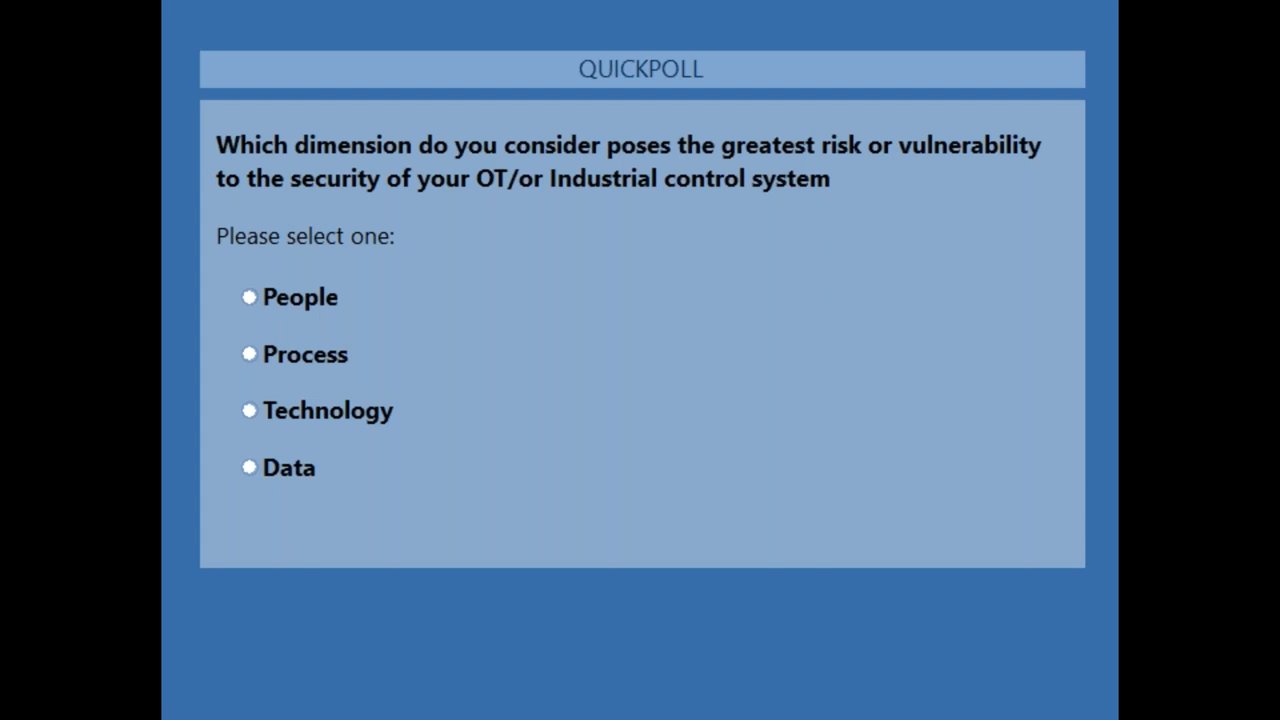 QUICKPOLL
Which dimension do you consider poses the greatest risk or vulnerability
to the security of your OT/or Industrial control system
Please select one:
People
Process
Technology
Data